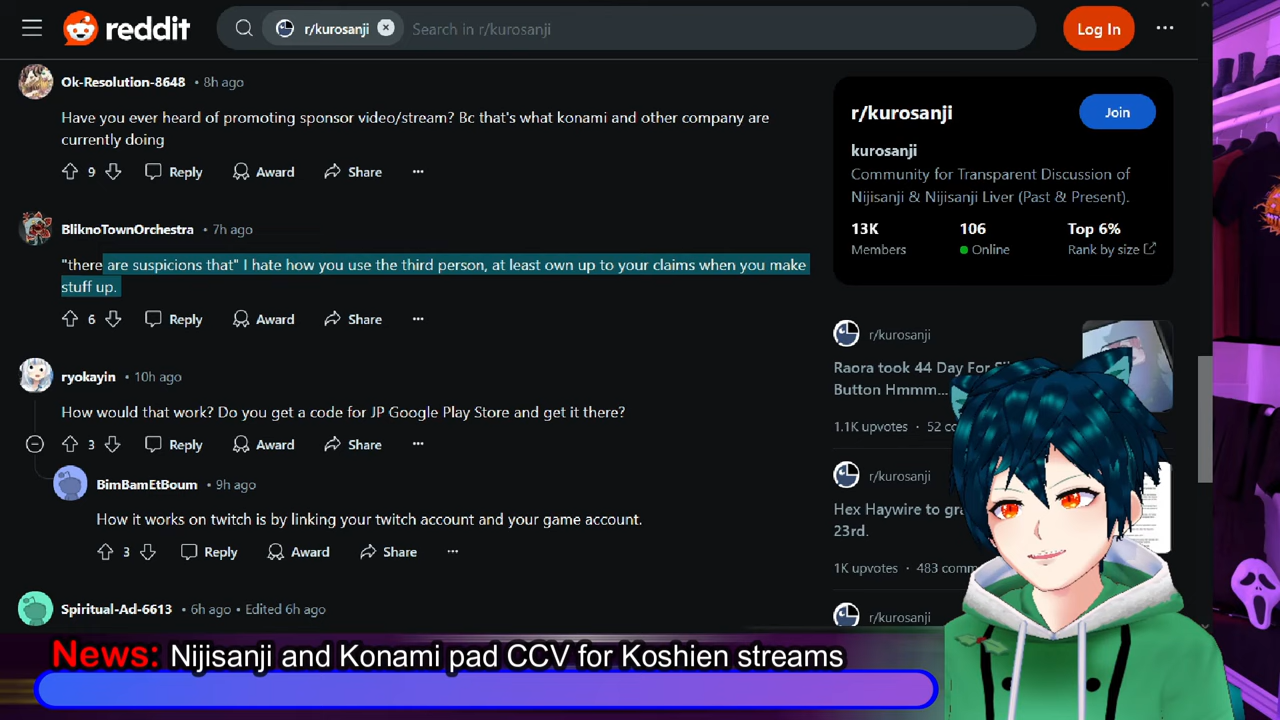 reddit
r/kurosanji
Search in r/kurosanji
Log In
Ok-Resolution-8648 • 8h ago
Have you ever heard of promoting sponsor video/stream? Bc that's what konami and other company are
currently doing
9 Reply Award Share
BliknoTownOrchestra • 7h ago
"there are suspicions that" I hate how you use the third person, at least own up to your claims when you make
stuff up.
6 Reply Award Share
ryokayin • 10h ago
How would that work? Do you get a code for JP Google Play Store and get it there?
3 Reply Award Share
BimBamEtBoum • 9h ago
How it works on twitch is by linking your twitch account and your game account.
3 Reply Award Share
Spiritual-Ad-6613 • 6h ago • Edited 6h ago
r/kurosanji
Join
kurosanji
Community for Transparent Discussion of
Nijisanji & Nijisanji Liver (Past & Present).
13K 106 Top 6%
Members Online Rank by size
r/kurosanji
Raora took 44 Day For
Button Hmmm...
1.1K upvotes • 52
r/kurosanji
Hex Haywire to
23rd.
1K upvotes • 483
r/kurosanji
News: Nijisanji and Konami pad CCV for Koshien streams